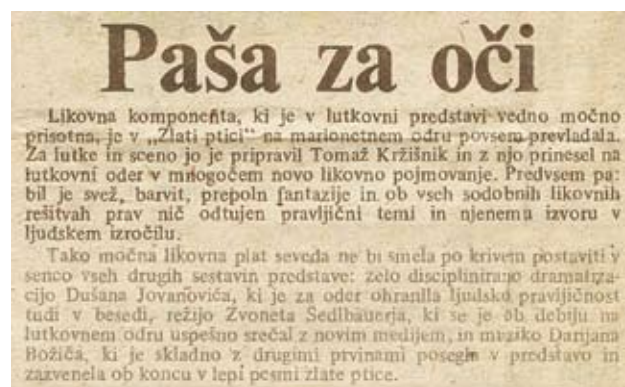 Paša za oči
Likovna komponenta, ki je v lutkovni predstavi vedno močno
prisotna, je v „Zlati ptici“ na marionetnem odru povsem prevladala.
Za lutke in sceno jo je pripravil Tomaž Kržišnik in z njo prinesel na
lutkovni oder v mnogočem novo likovno pojmovanje. Predvsem pa:
bil je svež, barvit, prepoln fantazije in ob vseh sodobnih likovnih
rešitvah prav nič odtujen pravljični temi in njenemu izvoru v
ljudskem izročilu.
Tako močna likovna plat seveda ne bi smela po krivem postaviti v
senco vseh drugih sestavin predstave: zelo disciplinirano dramatiza-
cijo Dušana Jovanoviča, ki je za oder ohranila ljudsko pravljičnost
tudi v besedi, režijo Zvoneta Šedlbauerja, ki se je ob debiju na
lutkovnem odru uspešno srečal z novim medijem, in muziko Darijana
Božiča, ki je skladno z drugimi prvinami posegla v predstavo in
zazvenela ob koncu v lepi pesmi zlate ptice.